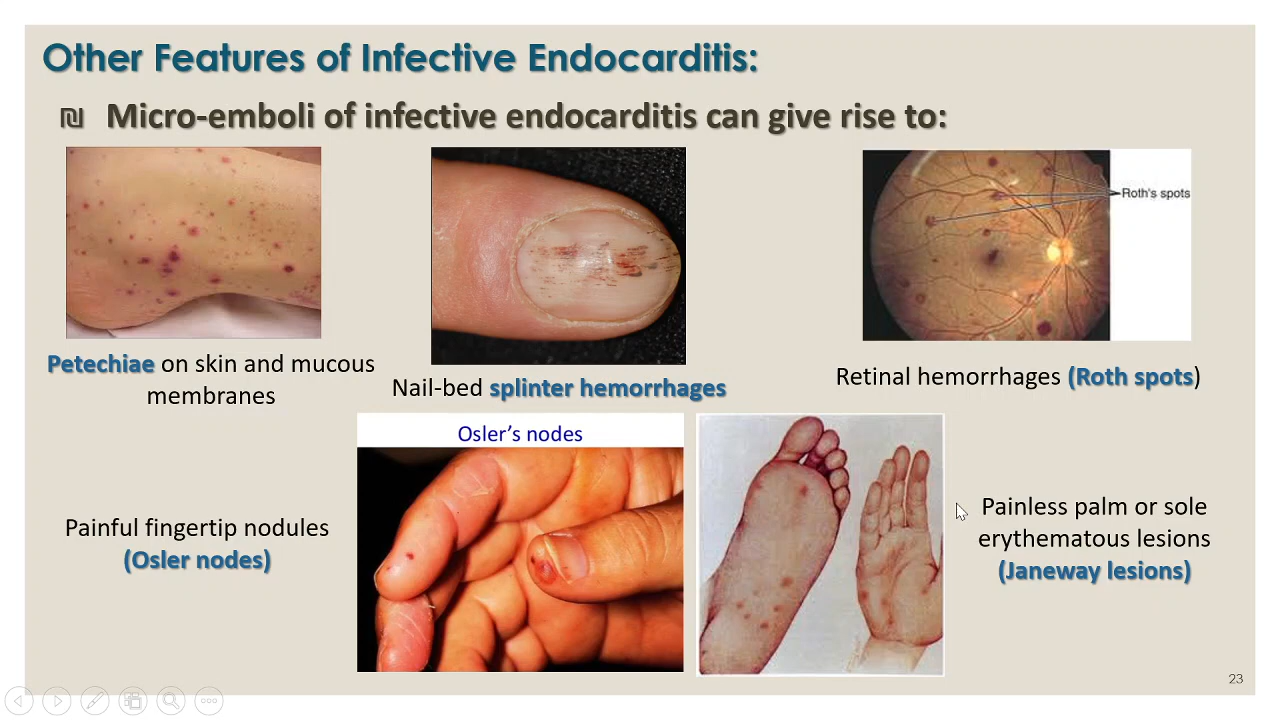 Other Features of Infective Endocarditis:
₪ Micro-emboli of infective endocarditis can give rise to:
Roth's spots
Petechiae on skin and mucous
membranes
Nail-bed splinter hemorrhages
Retinal hemorrhages (Roth spots)
Osler's nodes
Painful fingertip nodules
(Osler nodes)
Painless palm or sole
erythematous lesions
(Janeway lesions)
23